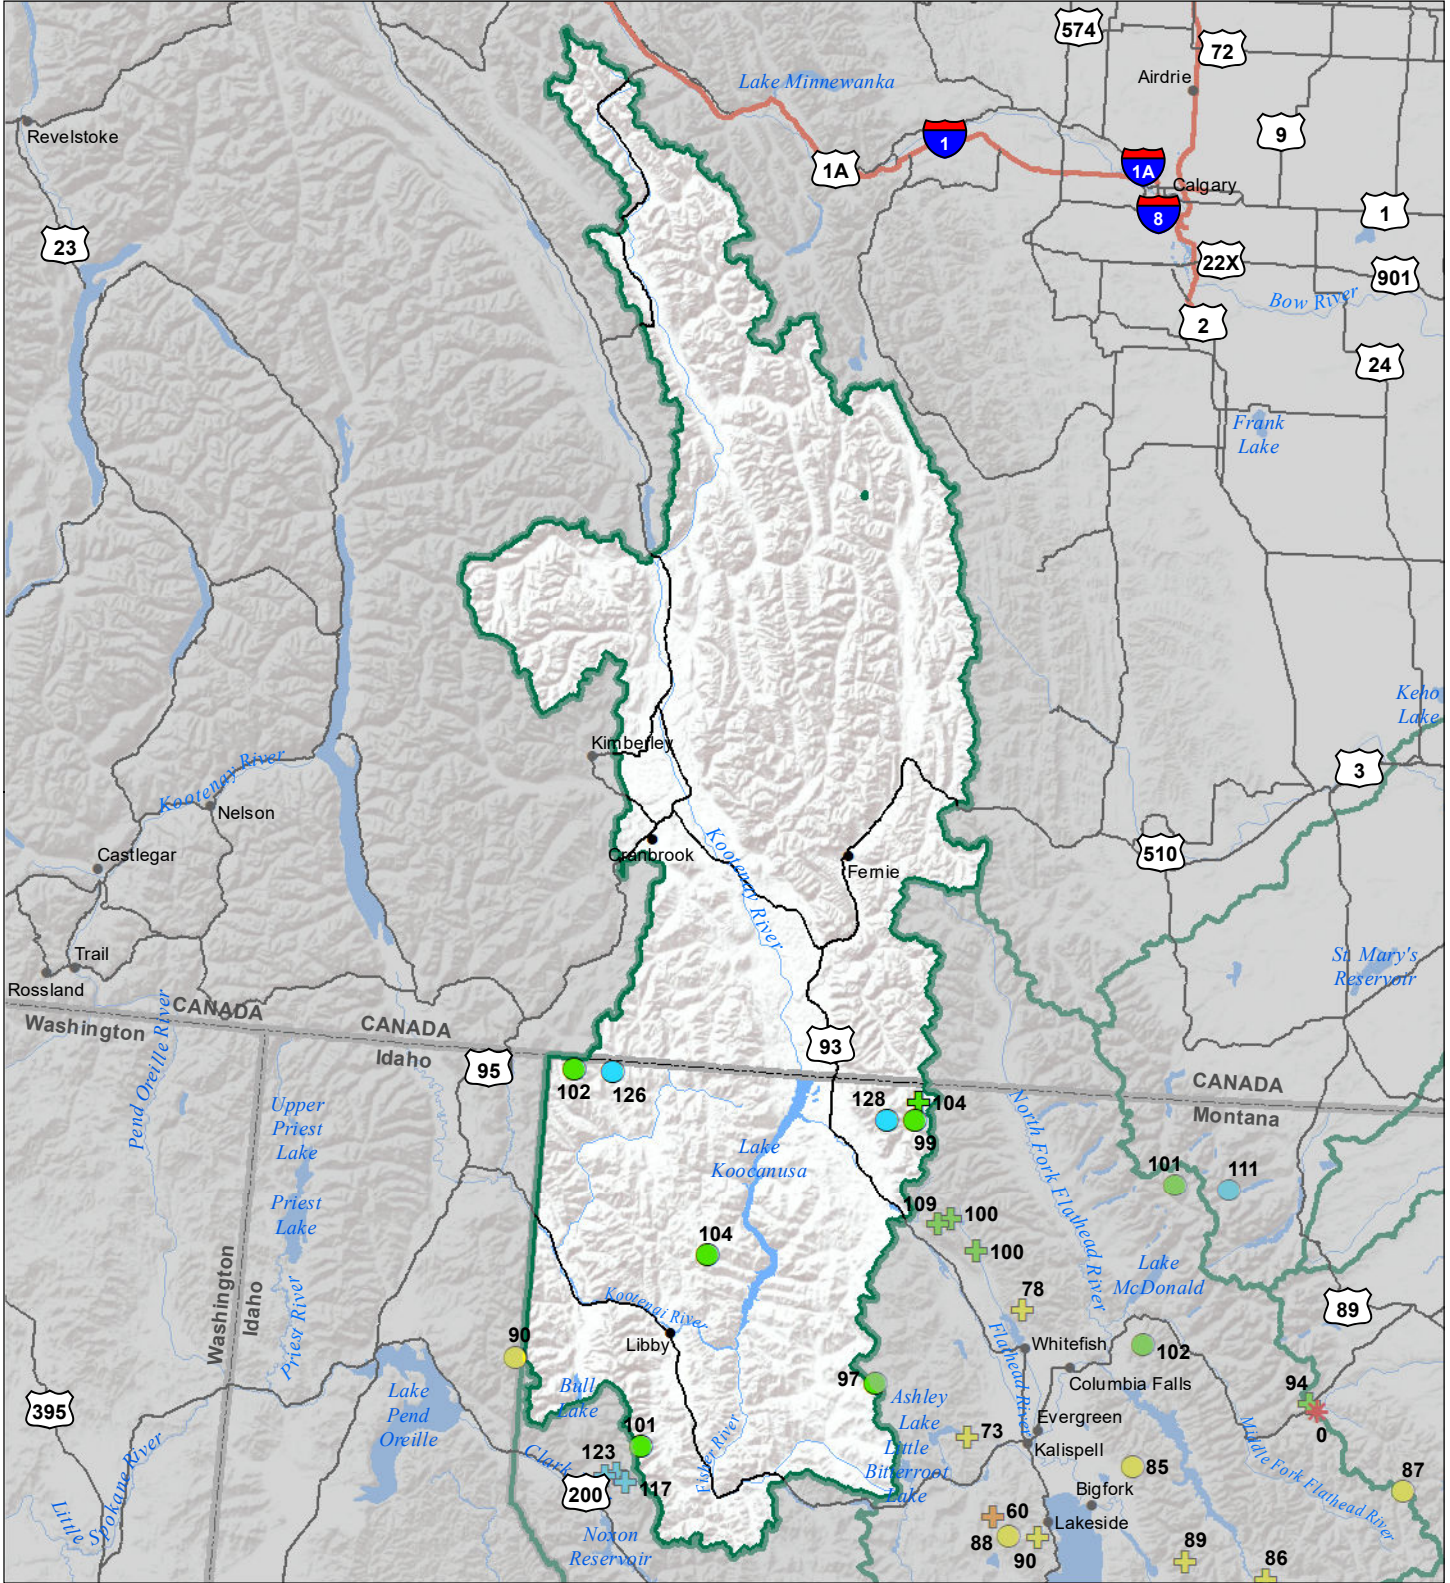 574
72
Airdrie
Lake Minnewanka
Revelstoke
9
1
1A
1A
Calgary
8
1
23
22X
901
Bow River
2
24
Frank
Lake
Keho
Lake
Kimberley
3
Kootenay River
Nelson
Castlegar
Cranbrook
Kootenay River
Fernie
510
Trail
Rossland
St. Mary's
Reservoir
CANADA
Washington
CANADA
Idaho
Pend Oreille River
95
93
CANADA
Montana
102
126
128
104
99
Upper
Priest
Lake
Lake
Koocanusa
North Fork Flathead River
101
111
Priest
Lake
109
100
100
104
Lake
McDonald
Washington
Idaho
Priest River
Kootenai River
78
89
90
Libby
Flathead River
Whitefish
102
Columbia Falls
395
Lake
Pend
Oreille
Bull
Lake
97
Ashley
Lake
Little
Bitterroot
Lake
94
0
Evergreen
Kalispell
73
101
123
117
Clark
200
Fisher River
Middle Fork Flathead River
85
87
Bigfork
Little
Spokane River
Noxon
Reservoir
60
88
90
Lakeside
89
86